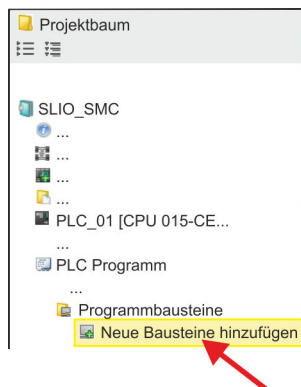 Projektbaum
SLIO_SMC
...
...
...
...
PLC_01 [CPU 015-CE...
...
PLC Programm
...
Programmbausteine
Neue Bausteine hinzufügen